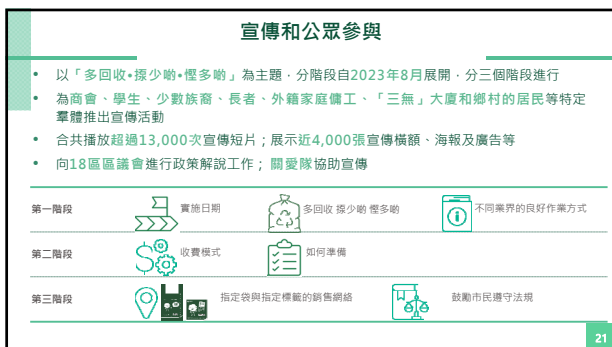 宣傳和公眾參與
• 以「多回收•掠少啲•慳多啲」為主題，分階段自2023年8月展開，分三個階段進行
• 為商會、學生、少數族裔、長者、外籍家庭傭工、「三無」大廈和鄉村的居民等特定
羣體推出宣傳活動
• 合共播放超過13,000次宣傳短片；展示近4,000張宣傳橫額、海報及廣告等
• 向18區區議會進行政策解說工作；關愛隊協助宣傳
第一階段 實施日期 多回收 掠少啲 慳多啲 不同業界的良好作業方式
第二階段 收費模式 如何準備
第三階段 指定袋與指定標籤的銷售網絡 鼓勵市民遵守法規
21